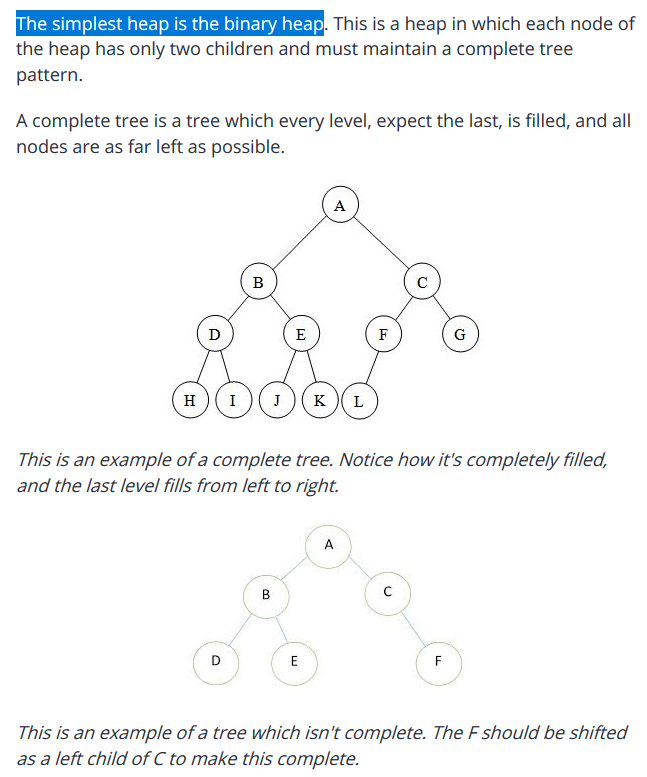 The simplest heap is the binary heap. This is a heap in which each node of
the heap has only two children and must maintain a complete tree
pattern.
A complete tree is a tree which every level, expect the last, is filled, and all
nodes are as far left as possible.
A
B
C
D
E
F
G
H
I
J
K
L
This is an example of a complete tree. Notice how it's completely filled,
and the last level fills from left to right.
A
B
C
D
E
F
This is an example of a tree which isn't complete. The F should be shifted
as a left child of C to make this complete.